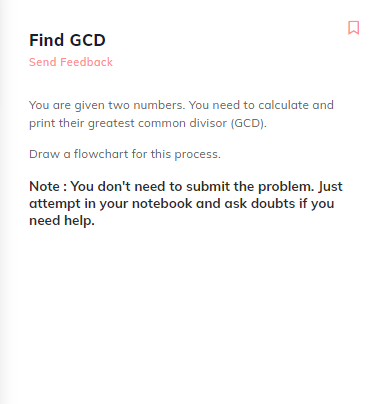 Find GCD
Send Feedback
You are given two numbers. You need to calculate and
print their greatest common divisor (GCD).
Draw a flowchart for this process.
Note : You don't need to submit the problem. Just
attempt in your notebook and ask doubts if you
need help.